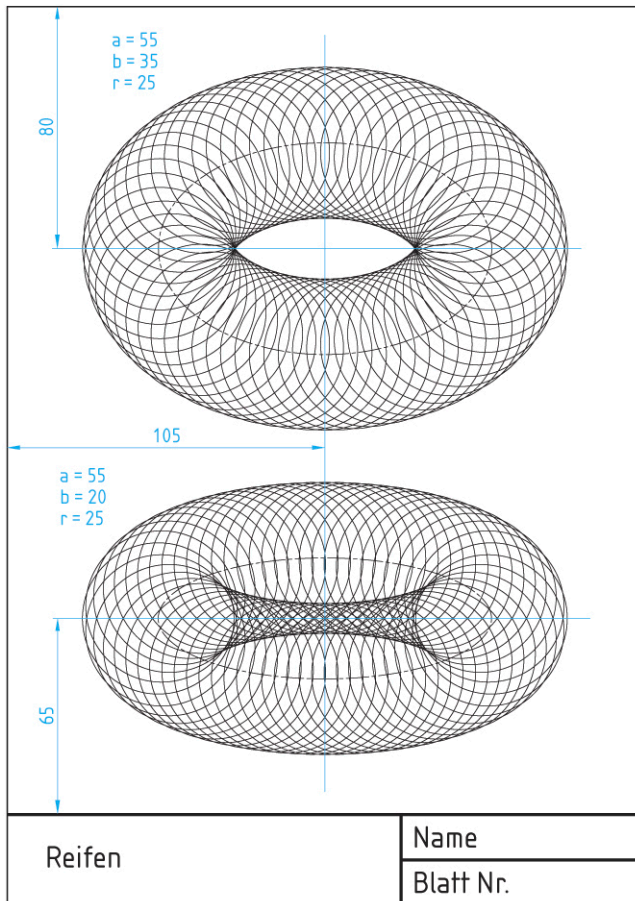 a = 55
b = 35
r = 25
80
105
a = 55
b = 20
r = 25
65
Reifen
Name
Blatt Nr.